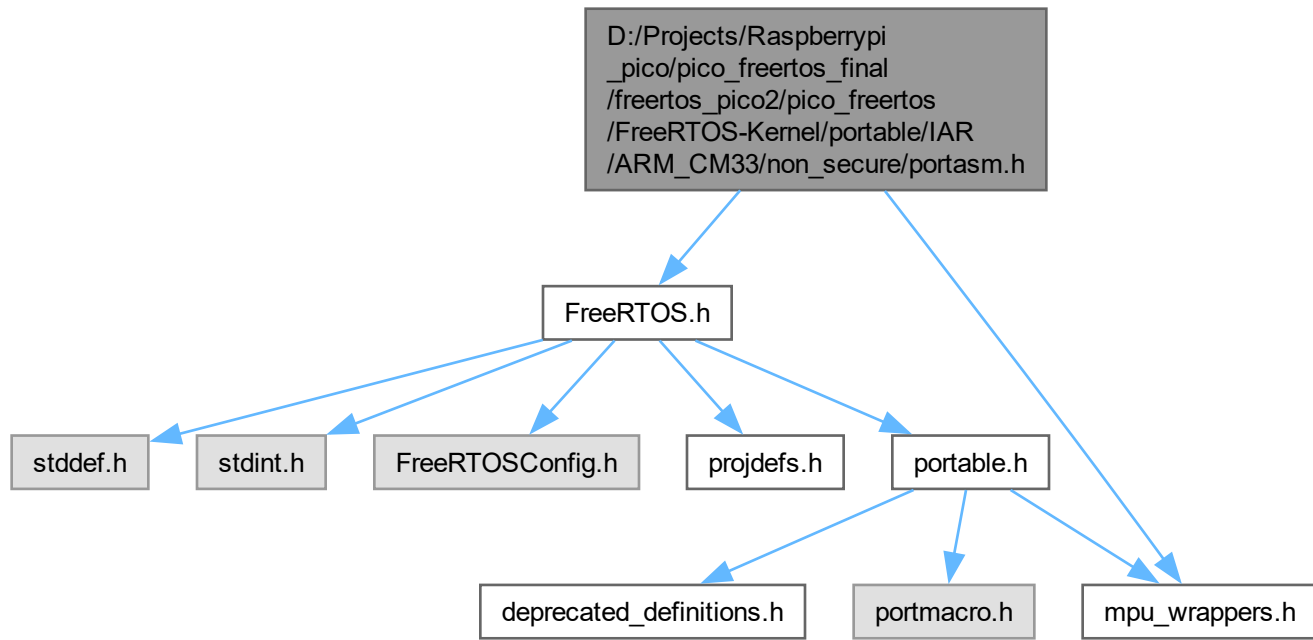 D:/Projects/Raspberrypi
_pico/pico_freertos_final
/freertos_pico2/pico_freertos
/FreeRTOS-Kernel/portable/IAR
/ARM_CM33/non_secure/portasm.h
FreeRTOS.h
stddef.h
stdint.h
FreeRTOSConfig.h
projdefs.h
portable.h
deprecated_definitions.h
portmacro.h
mpu_wrappers.h